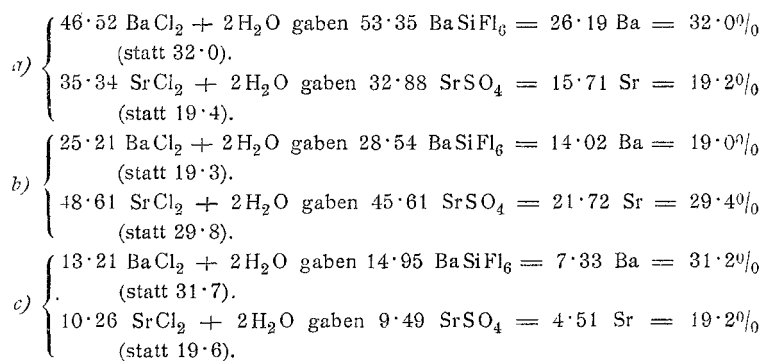 a) 46·52 BaCl₂ + 2H₂O gaben 53·35 BaSiFl₆ = 26·19 Ba = 32·0%
(statt 32·0).
35·34 SrCl₂ + 2H₂O gaben 32·88 SrSO₄ = 15·71 Sr = 19·2%
(statt 19·4).
b) 25·21 BaCl₂ + 2H₂O gaben 28·54 BaSiFl₆ = 14·02 Ba = 19·0%
(statt 19·3).
48·61 SrCl₂ + 2H₂O gaben 45·61 SrSO₄ = 21·72 Sr = 29·4%
(statt 29·8).
c) 13·21 BaCl₂ + 2H₂O gaben 14·95 BaSiFl₆ = 7·33 Ba = 31·2%
(statt 31·7).
10·26 SrCl₂ + 2H₂O gaben 9·49 SrSO₄ = 4·51 Sr = 19·2%
(statt 19·6).